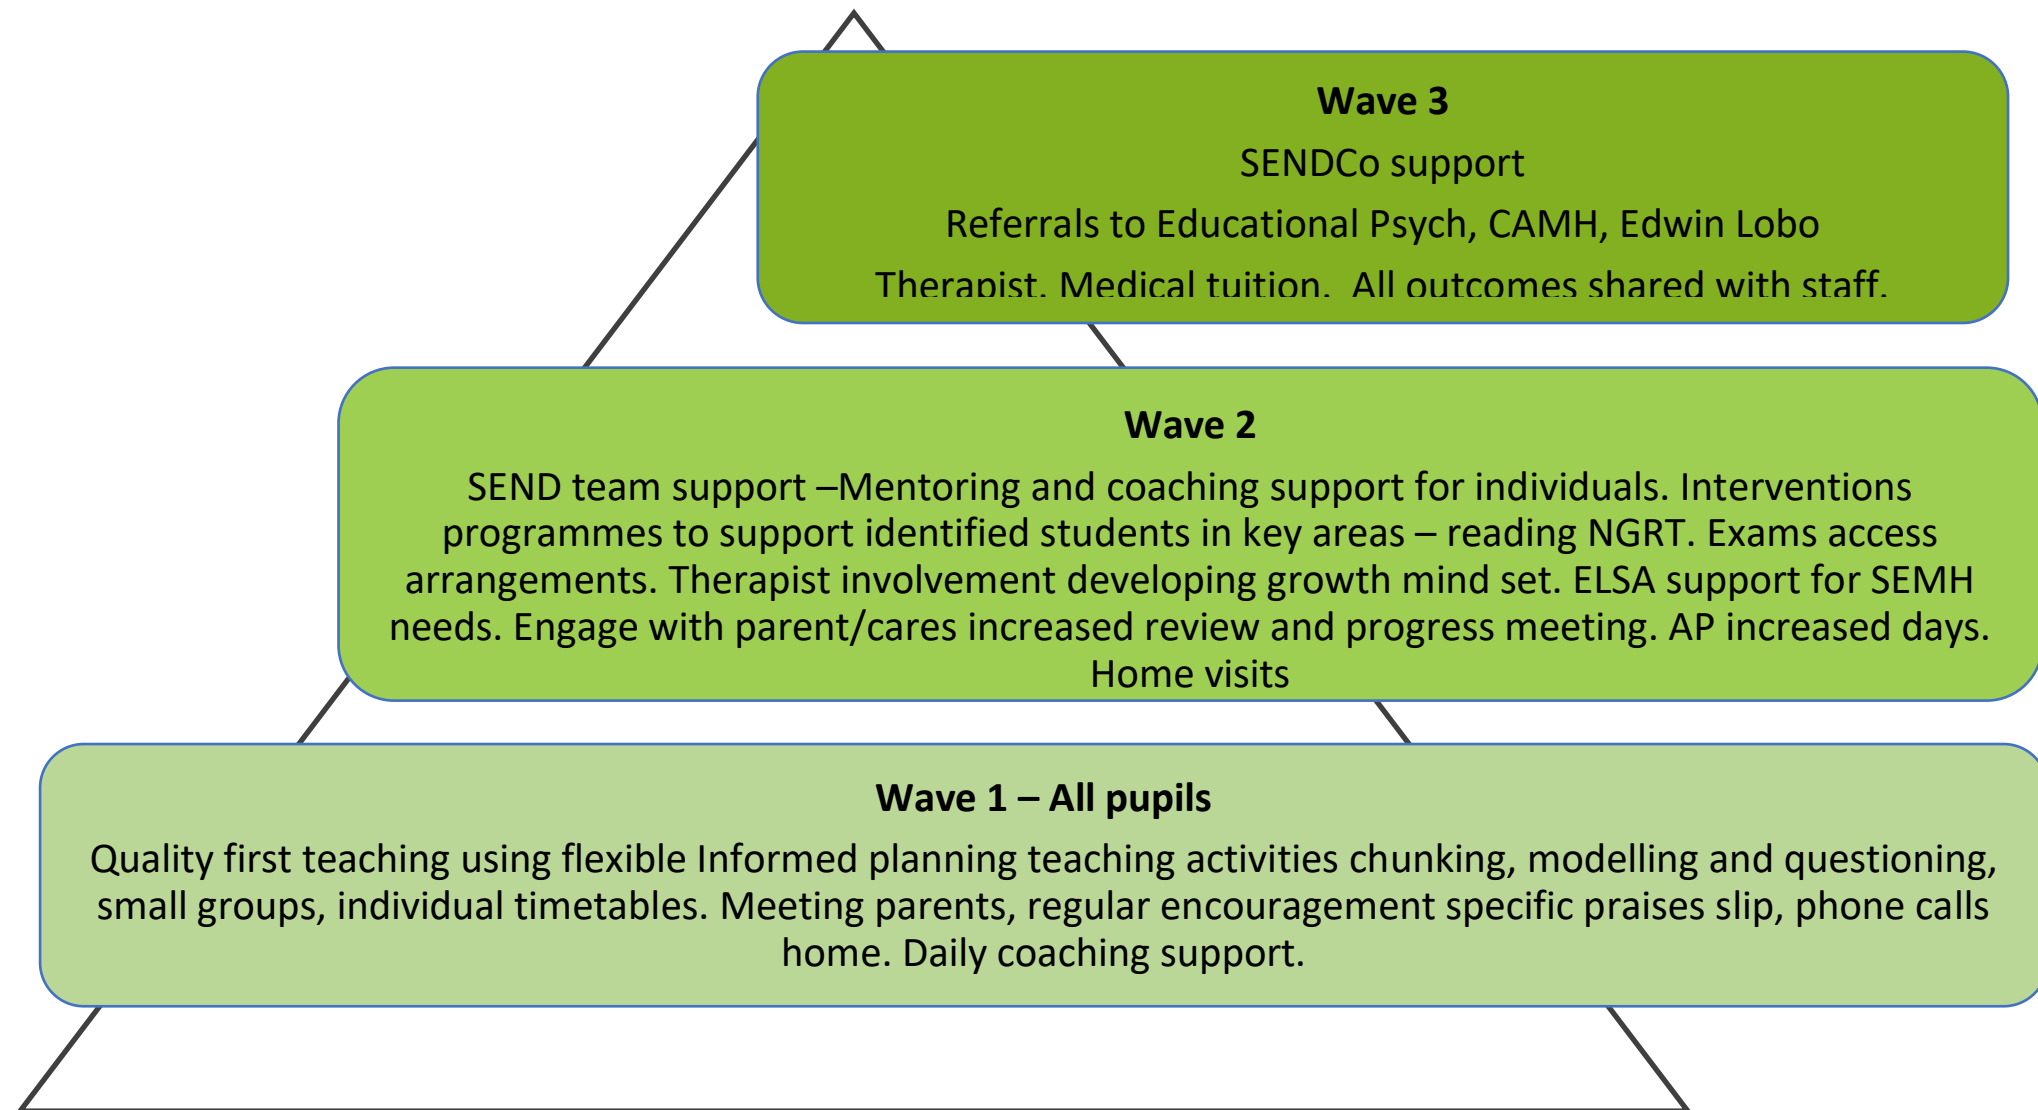 Wave 3
SENDCo support
Referrals to Educational Psych, CAMH, Edwin Lobo
Therapist. Medical tuition.  All outcomes shared with staff.
Wave 2
SEND team support –Mentoring and coaching support for individuals. Interventions
programmes to support identified students in key areas – reading NGRT. Exams access
arrangements. Therapist involvement developing growth mind set. ELSA support for SEMH
needs. Engage with parent/cares increased review and progress meeting. AP increased days.
Home visits
Wave 1 – All pupils
Quality first teaching using flexible Informed planning teaching activities chunking, modelling and questioning,
small groups, individual timetables. Meeting parents, regular encouragement specific praises slip, phone calls
home. Daily coaching support.